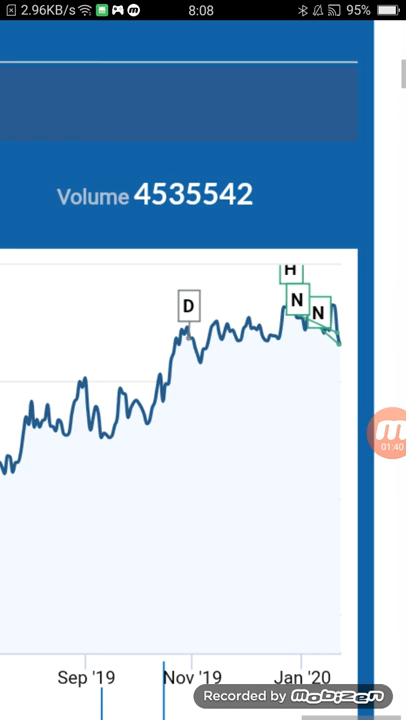 2.96KB/s 8:08 95%
Volume 4535542
H
D
N
N
m
01:40
Sep '19 Nov '19 Jan '20
Recorded by mobizen